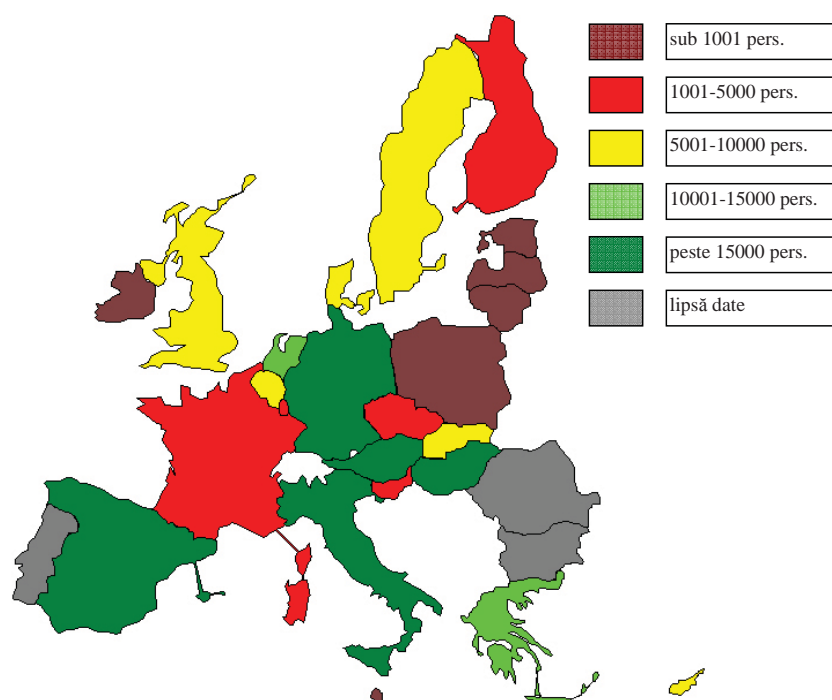 sub 1001 pers.
1001-5000 pers.
5001-10000 pers.
10001-15000 pers.
peste 15000 pers.
lipsă date